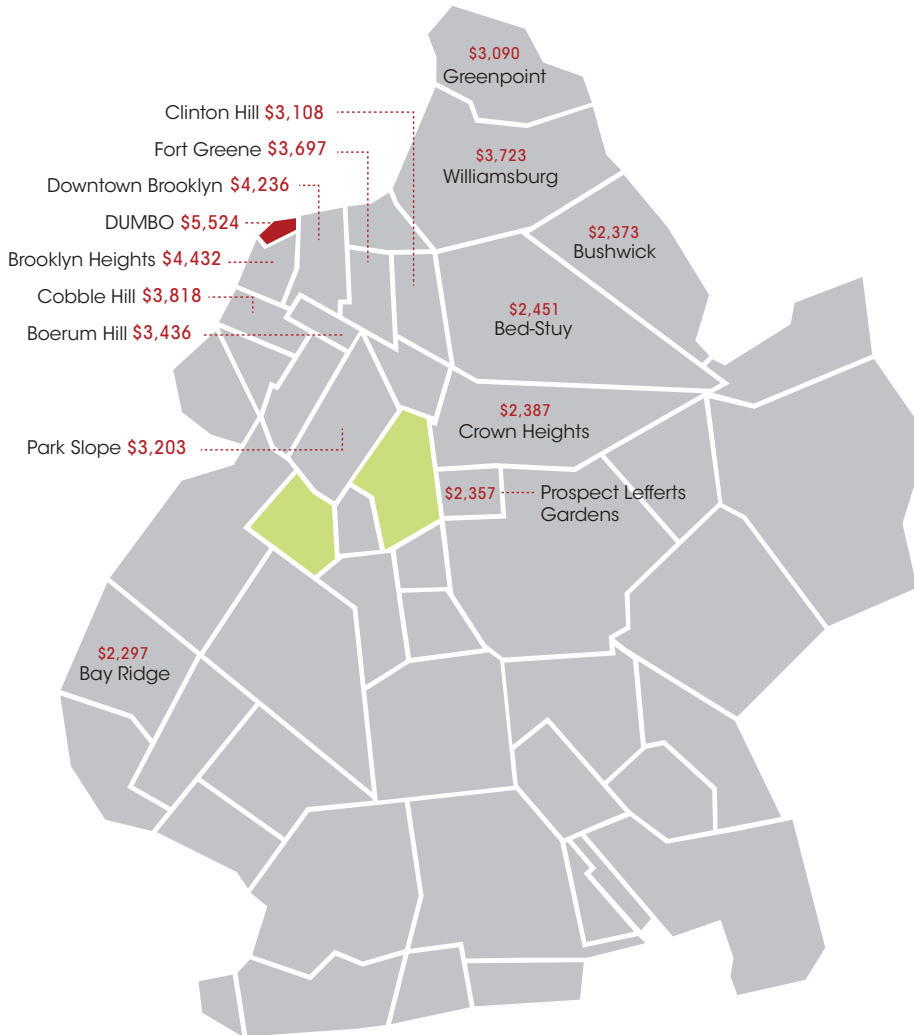 $3,090
Greenpoint
Clinton Hill $3,108
Fort Greene $3,697
$3,723
Williamsburg
Downtown Brooklyn $4,236
DUMBO $5,524
$2,373
Bushwick
Brooklyn Heights $4,432
Cobble Hill $3,818
$2,451
Bed-Stuy
Boerum Hill $3,436
$2,387
Crown Heights
Park Slope $3,203
$2,357
Prospect Lefferts
Gardens
$2,297
Bay Ridge